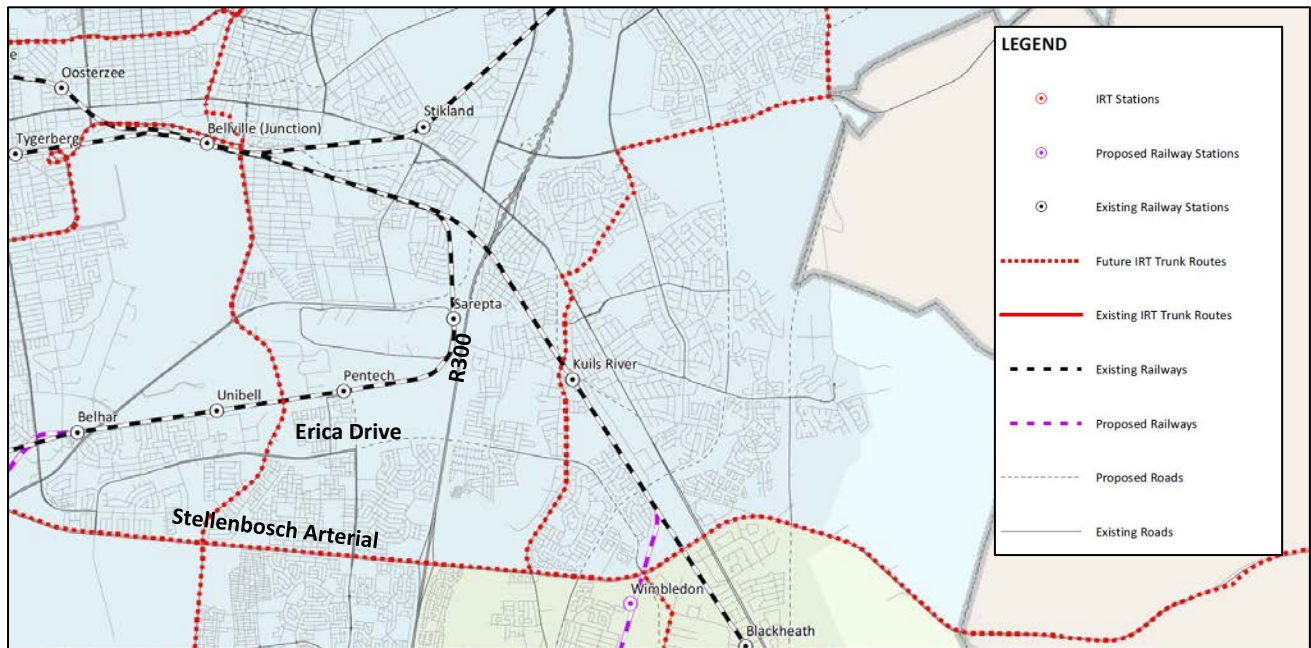 e
Oosterzee
Tygerberg
Bellville (Junction)
Stikland
Sarepta
R300
Kuils River
Pentech
Unibell
Belhar
Erica Drive
Stellenbosch Arterial
Wimbledon
Blackheath
LEGEND
IRT Stations
Proposed Railway Stations
Existing Railway Stations
Future IRT Trunk Routes
Existing IRT Trunk Routes
Existing Railways
Proposed Railways
Proposed Roads
Existing Roads